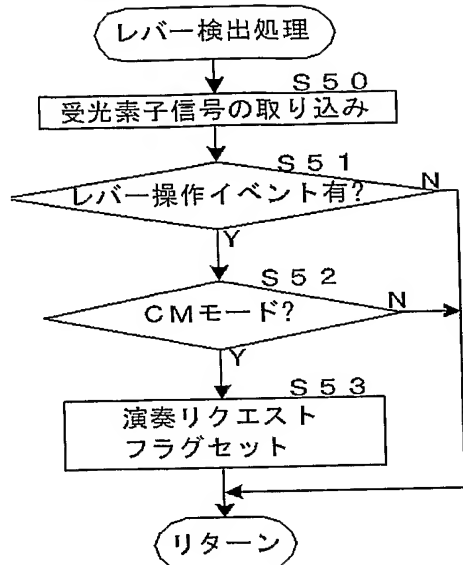 レバー検出処理
S50
受光素子信号の取り込み
S51
レバー操作イベント有?
N
Y
S52
CMモード?
N
Y
S53
演奏リクエスト
フラグセット
リターン